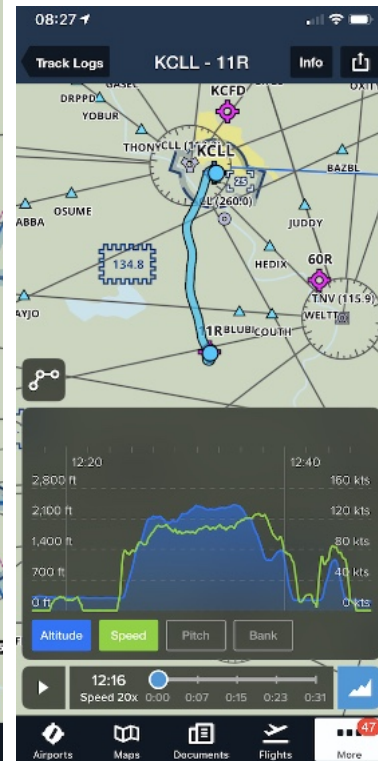 08:27
Track Logs KCLL - 11R Info
DRPPD
KCFD
YOBUR
KCLL
BAZBL
OSUME
25
(260.0)
ABBA
JUDDY
134.8
HEDIX
60R
TNV (115.9)
AYJO
11R BLUBI COUTH WELTT
12:20 12:40
2,800 ft 160 kts
2,100 ft 120 kts
1,400 ft 80 kts
700 ft 40 kts
0 ft 0 kts
Altitude Speed Pitch Bank
12:16
Speed 20x 0:00 0:07 0:15 0:23 0:31
47
Airports Maps Documents Flights More